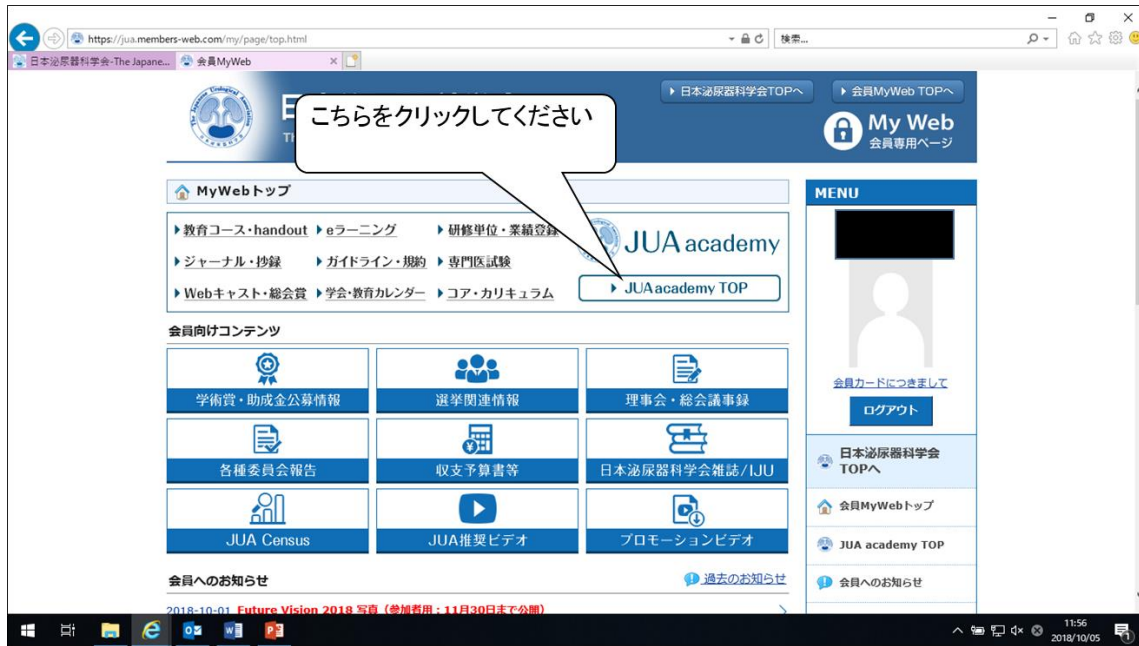 https://jua.members-web.com/my/page/top.html
検索...
日本泌尿器科学会-The Japane...
会員MyWeb
日本泌尿器科学会TOPへ
会員MyWeb TOPへ
My Web
会員専用ページ
こちらをクリックしてください
MyWebトップ
MENU
教育コース・handout
eラーニング
研修単位・業績登録
ジャーナル・抄録
ガイドライン・規約
専門医試験
Webキャスト・総会賞
学会・教育カレンダー
コア・カリキュラム
JUA academy
JUA academy TOP
会員向けコンテンツ
学術賞・助成金公募情報
選挙関連情報
理事会・総会議事録
各種委員会報告
収支予算書等
日本泌尿器科学会雑誌/IJU
JUA Census
JUA推奨ビデオ
プロモーションビデオ
会員カードにつきまして
ログアウト
日本泌尿器科学会
TOPへ
会員MyWebトップ
JUA academy TOP
会員へのお知らせ
会員へのお知らせ
過去のお知らせ
2018-10-01 Future Vision 2018 写真（参加者用：11月30日まで公開）
11:56
2018/10/05